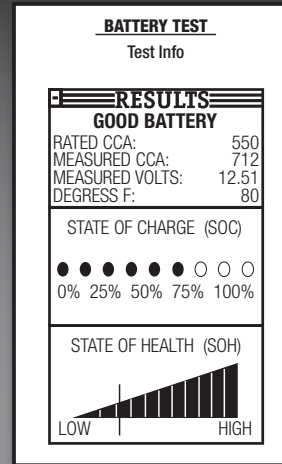 BATTERY TEST
Test Info
RESULTS
GOOD BATTERY
RATED CCA: 550
MEASURED CCA: 712
MEASURED VOLTS: 12.51
DEGRESS F: 80
STATE OF CHARGE (SOC)
0% 25% 50% 75% 100%
STATE OF HEALTH (SOH)
LOW HIGH